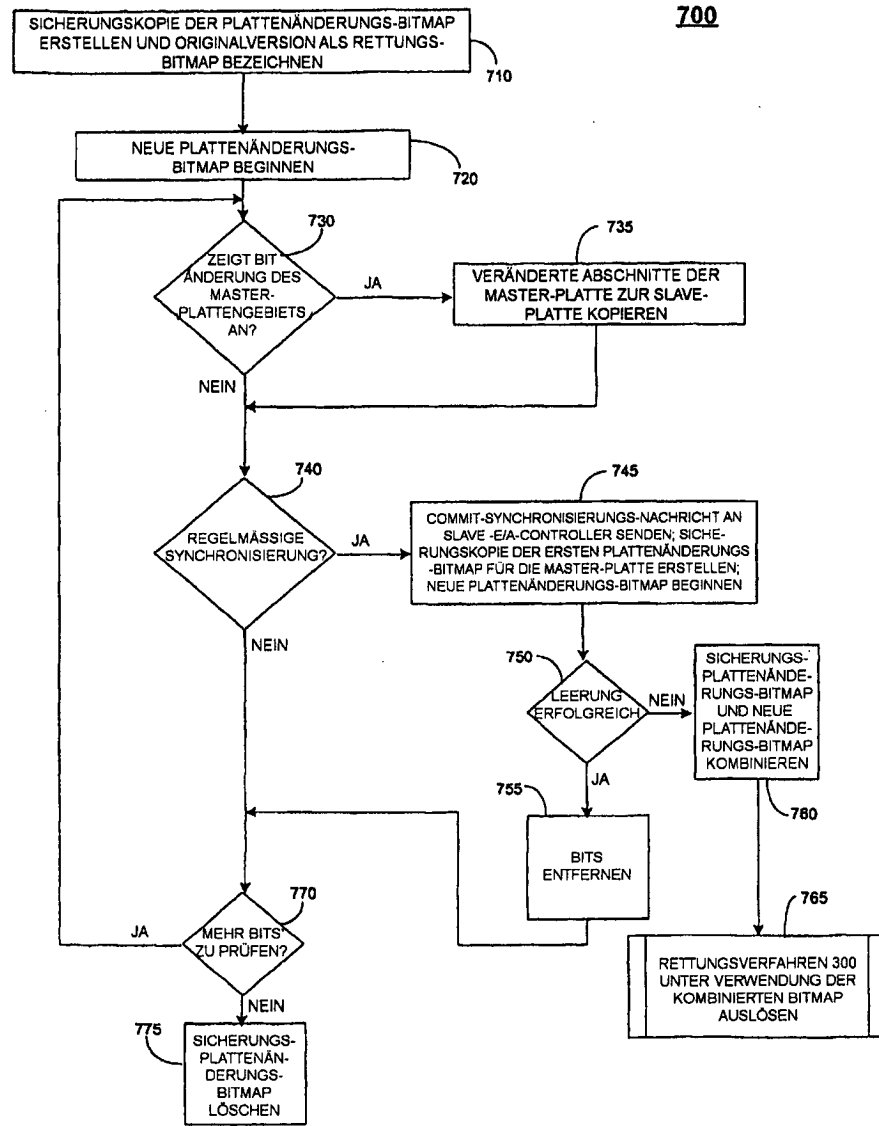 700
SICHERUNGSKOPIE DER PLATTENÄNDERUNGS-BITMAP
ERSTELLEN UND ORIGINALVERSION ALS RETTUNGS-
BITMAP BEZEICHNEN
710
NEUE PLATTENÄNDERUNGS-
BITMAP BEGINNEN
720
730
ZEIGT BIT
ÄNDERUNG DES
MASTER-
PLATTENGEBIETS
AN?
JA
735
VERÄNDERTE ABSCHNITTE DER
MASTER-PLATTE ZUR SLAVE-
PLATTE KOPIEREN
NEIN
740
REGELMÄSSIGE
SYNCHRONISIERUNG?
JA
745
COMMIT-SYNCHRONISIERUNGS-NACHRICHT AN
SLAVE -E/A-CONTROLLER SENDEN; SICHE-
RUNGSKOPIE DER ERSTEN PLATTENÄNDERUNGS
-BITMAP FÜR DIE MASTER-PLATTE ERSTELLEN;
NEUE PLATTENÄNDERUNGS-BITMAP BEGINNEN
NEIN
750
LEERUNG
ERFOLGREICH
NEIN
SICHERUNGS-
PLATTENÄNDE-
RUNGS-BITMAP
UND NEUE
PLATTENÄNDE-
RUNGS-BITMAP
KOMBINIEREN
760
JA
755
BITS
ENTFERNEN
765
RETTUNGSVERFAHREN 300
UNTER VERWENDUNG DER
KOMBINIERTEN BITMAP
AUSLÖSEN
770
MEHR BITS
ZU PRÜFEN?
JA
NEIN
775
SICHERUNGS-
PLATTENÄN-
DERUNGS-
BITMAP
LÖSCHEN